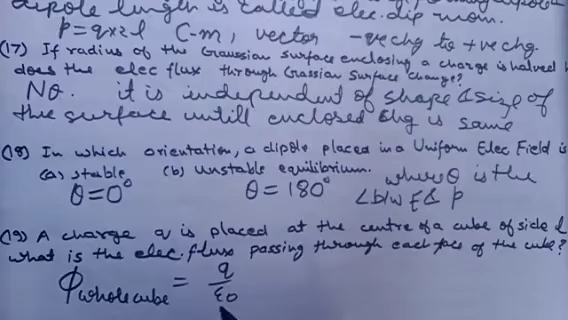 dipole length is called elec. dip mom.
p = q x 2l C-m, vector -ve chg to +ve chg.
(17) If radius of the Gaussian surface enclosing a charge is halved
does the elec flux through Grassian surface change?
No. it is independent of shape & size of
the surface untill enclosed chg is same
(18) In which orientation, a dipole placed in a Uniform Elec Field is
(a) stable (b) unstable equilibrium. where θ is the
θ = 0° θ = 180° ∠ b/w E & p
(19) A charge q is placed at the centre of a cube of side l
what is the elec. flux passing through each face of the cube?
ϕ whole cube = q/ε0